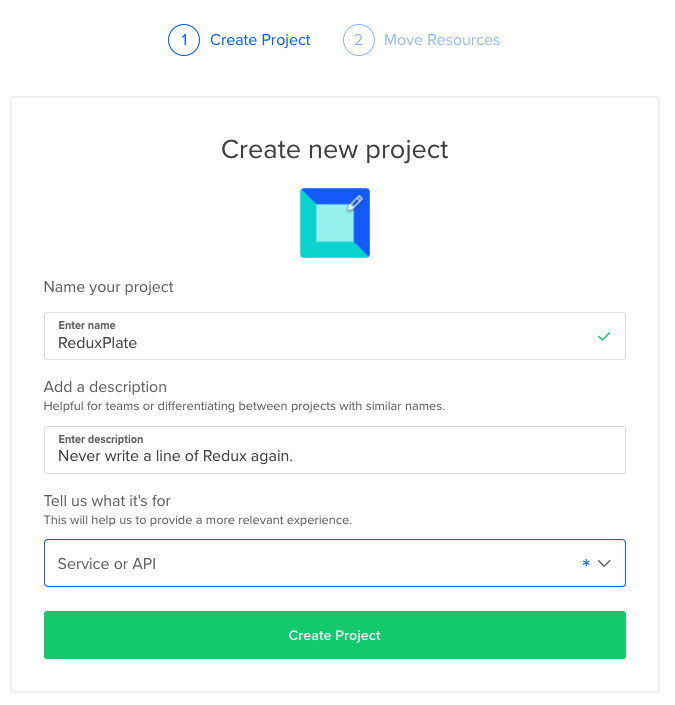 1 Create Project 2 Move Resources
Create new project
Name your project
Enter name
ReduxPlate
Add a description
Helpful for teams or differentiating between projects with similar names.
Enter description
Never write a line of Redux again.
Tell us what it's for
This will help us to provide a more relevant experience.
Service or API *
Create Project